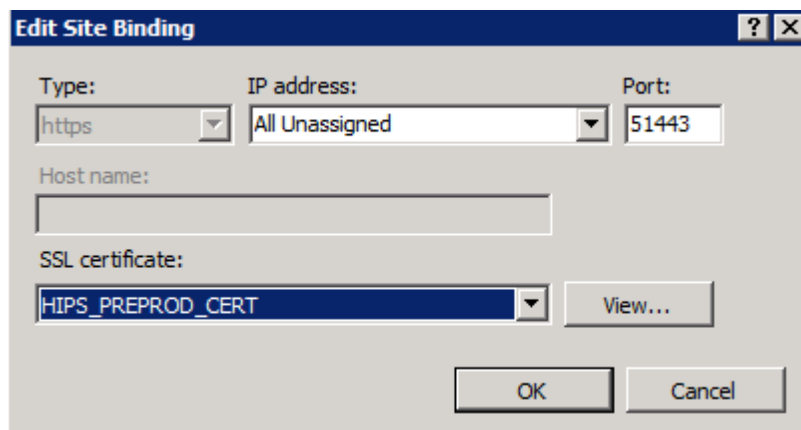 Edit Site Binding
Type: IP address: Port:
https All Unassigned 51443
Host name:
SSL certificate:
HIPS_PREPROD_CERT View...
OK Cancel